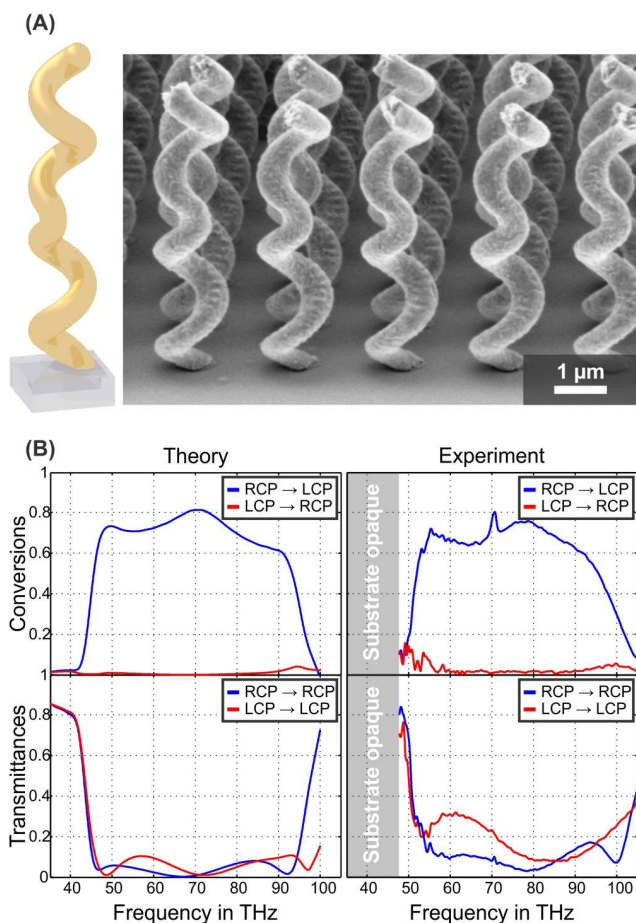 (A)
1 µm
(B)
Theory
Experiment
Conversions
1
0.8
0.6
0.4
0.2
RCP → LCP
LCP → RCP
Substrate opaque
RCP → LCP
LCP → RCP
Transmittances
1
0.8
0.6
0.4
0.2
0
RCP → RCP
LCP → LCP
Substrate opaque
RCP → RCP
LCP → LCP
40 50 60 70 80 90 100
40 50 60 70 80 90 100
Frequency in THz
Frequency in THz